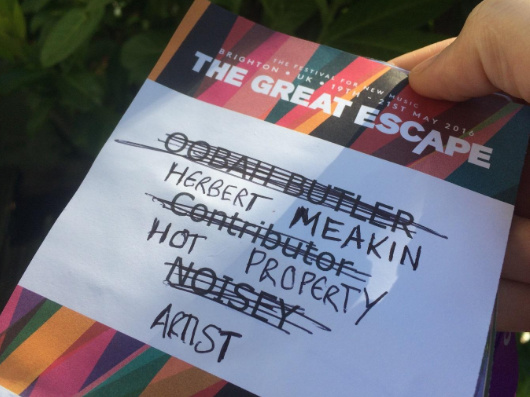 THE FESTIVAL FOR NEW MUSIC
BRIGHTON • UK • 19TH - 21ST MAY 2016
THE GREAT ESCAPE
OOBAH BUTLER
HERBERT MEAKIN
Contributor
HOT PROPERTY
NOISEY
ARTIST